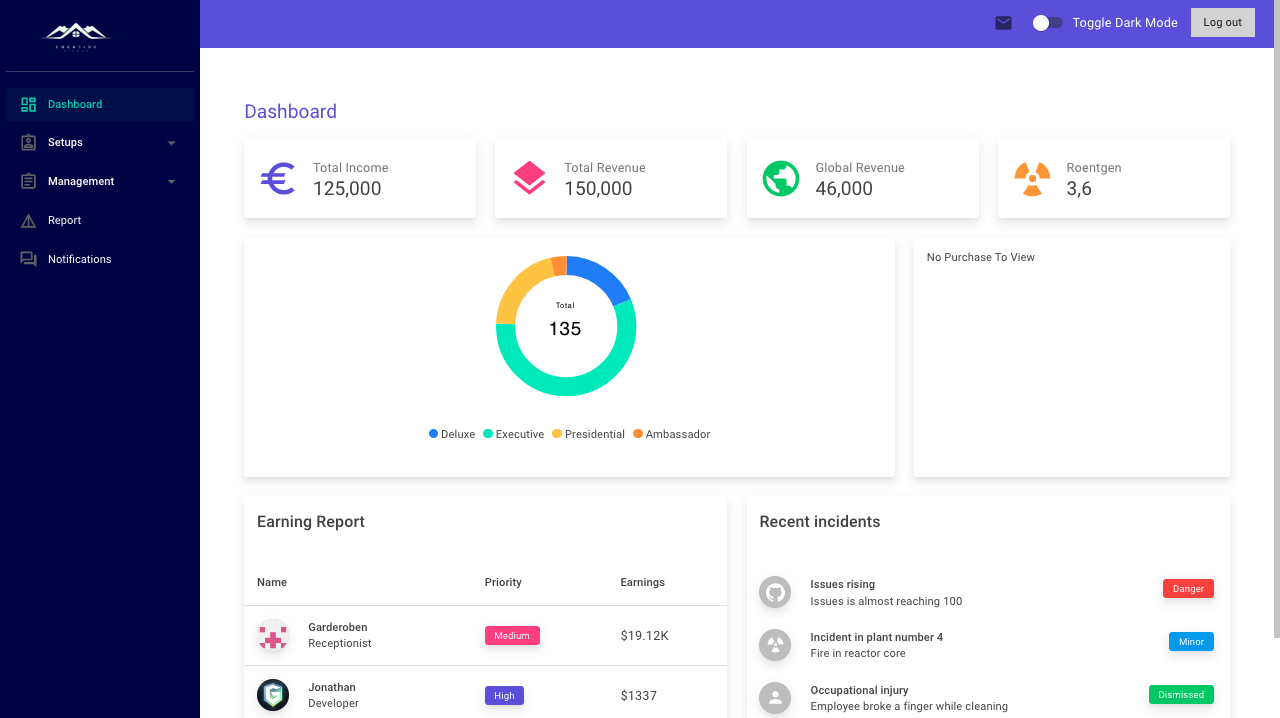 CREATIVE
Toggle Dark Mode
Log out
Dashboard
Setups
Management
Report
Notifications
Dashboard
Total Income
125,000
Total Revenue
150,000
Global Revenue
46,000
Roentgen
3,6
Total
135
Deluxe Executive Presidential Ambassador
No Purchase To View
Earning Report
Name Priority Earnings
Garderoben
Receptionist
Medium
$19.12K
Jonathan
Developer
High
$1337
Recent incidents
Issues rising
Issues is almost reaching 100
Danger
Incident in plant number 4
Fire in reactor core
Minor
Occupational injury
Employee broke a finger while cleaning
Dismissed